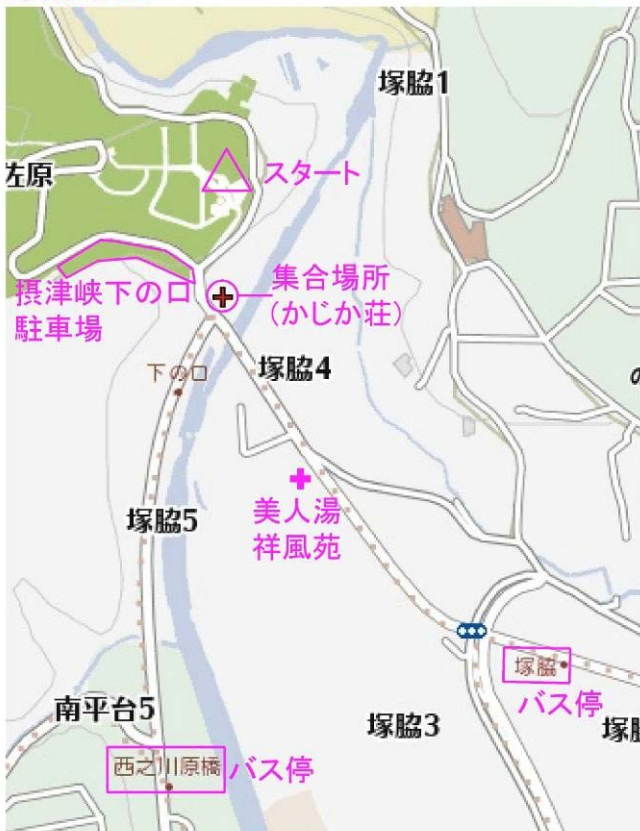 塚脇1
佐原
スタート
集合場所
(かじか荘)
摂津峡下の口
駐車場
下の口
塚脇4
美人湯
祥風苑
塚脇5
塚脇
バス停
南平台5
塚脇3
西之川原橋
バス停